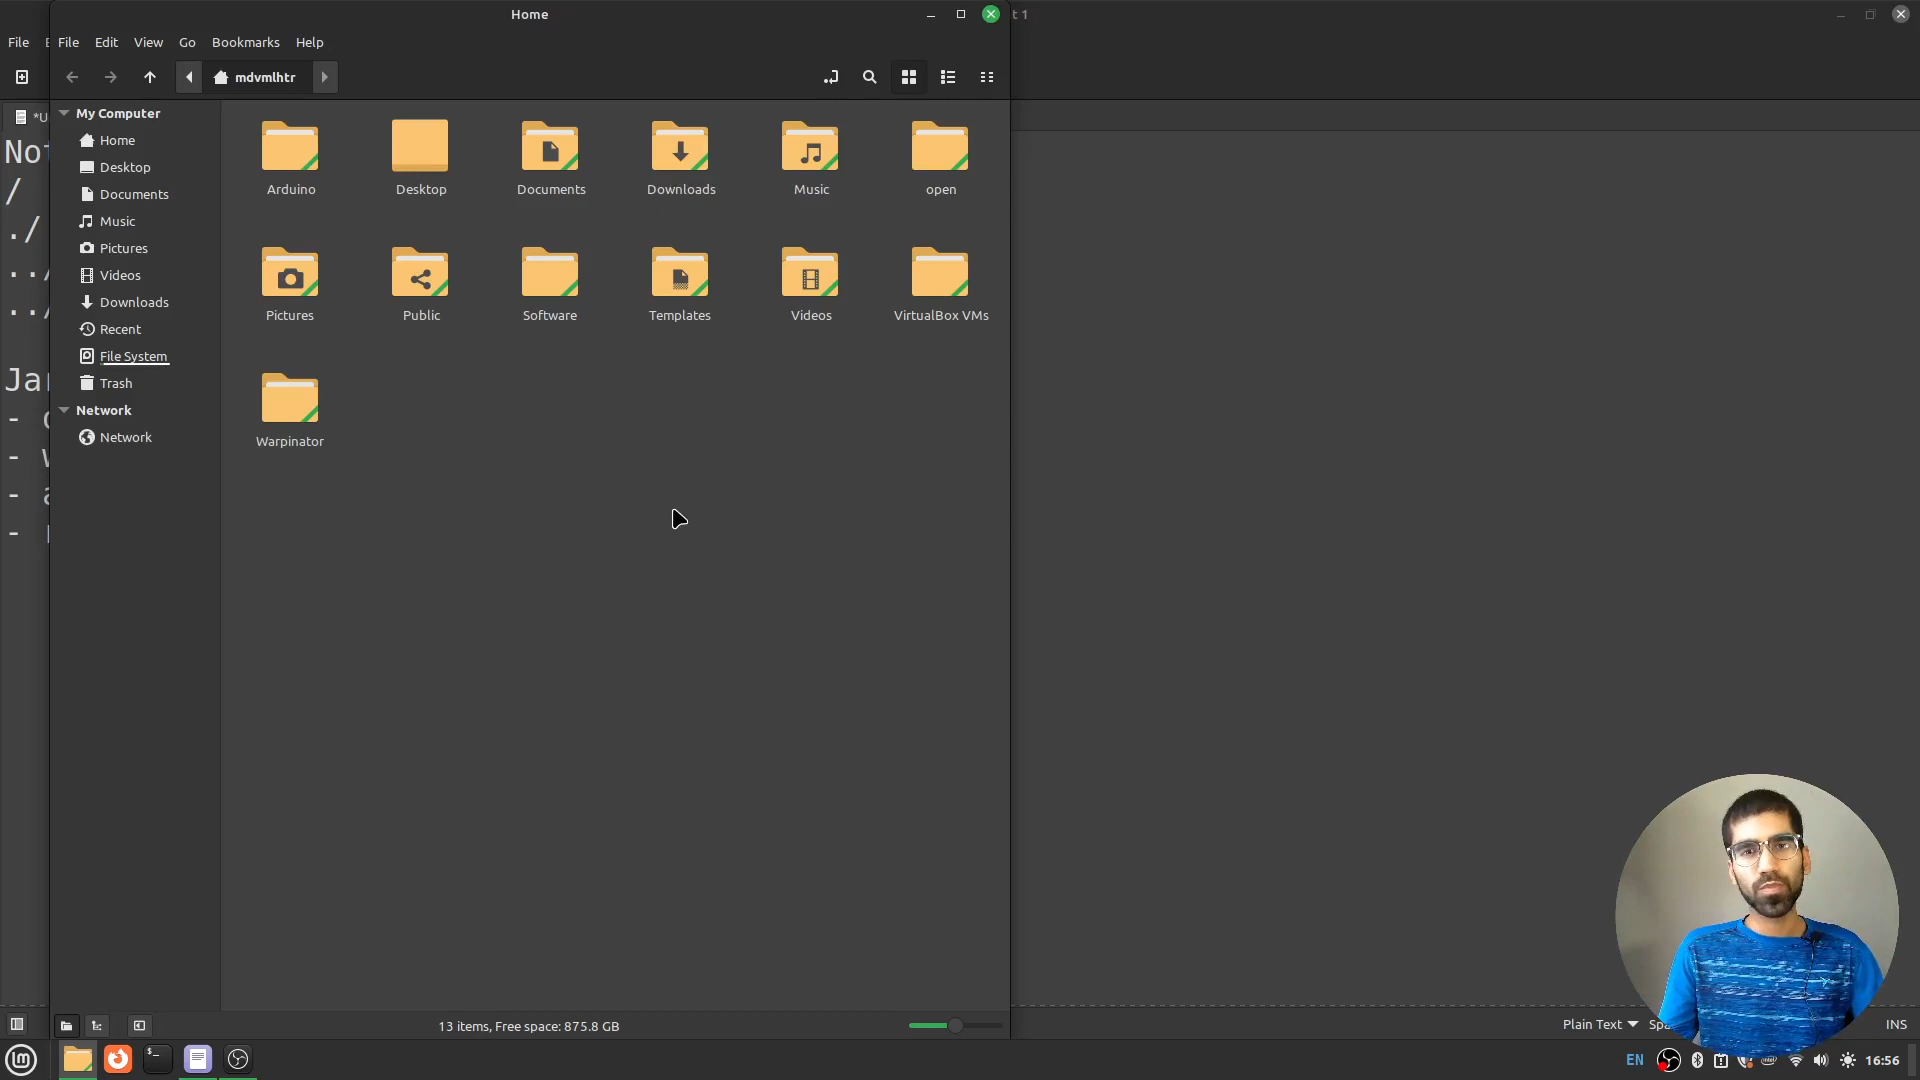 Home
t 1
File
File Edit View Go Bookmarks Help
mdvmlhtr
My Computer
Home
Desktop
Documents
Music
Pictures
Videos
Downloads
Recent
File System
Trash
Network
Network
Arduino Desktop Documents Downloads Music open
Pictures Public Software Templates Videos VirtualBox VMs
Warpinator
*U
/
./
-
-
-
-
13 items, Free space: 875.8 GB
Plain Text
INS
EN
16:56